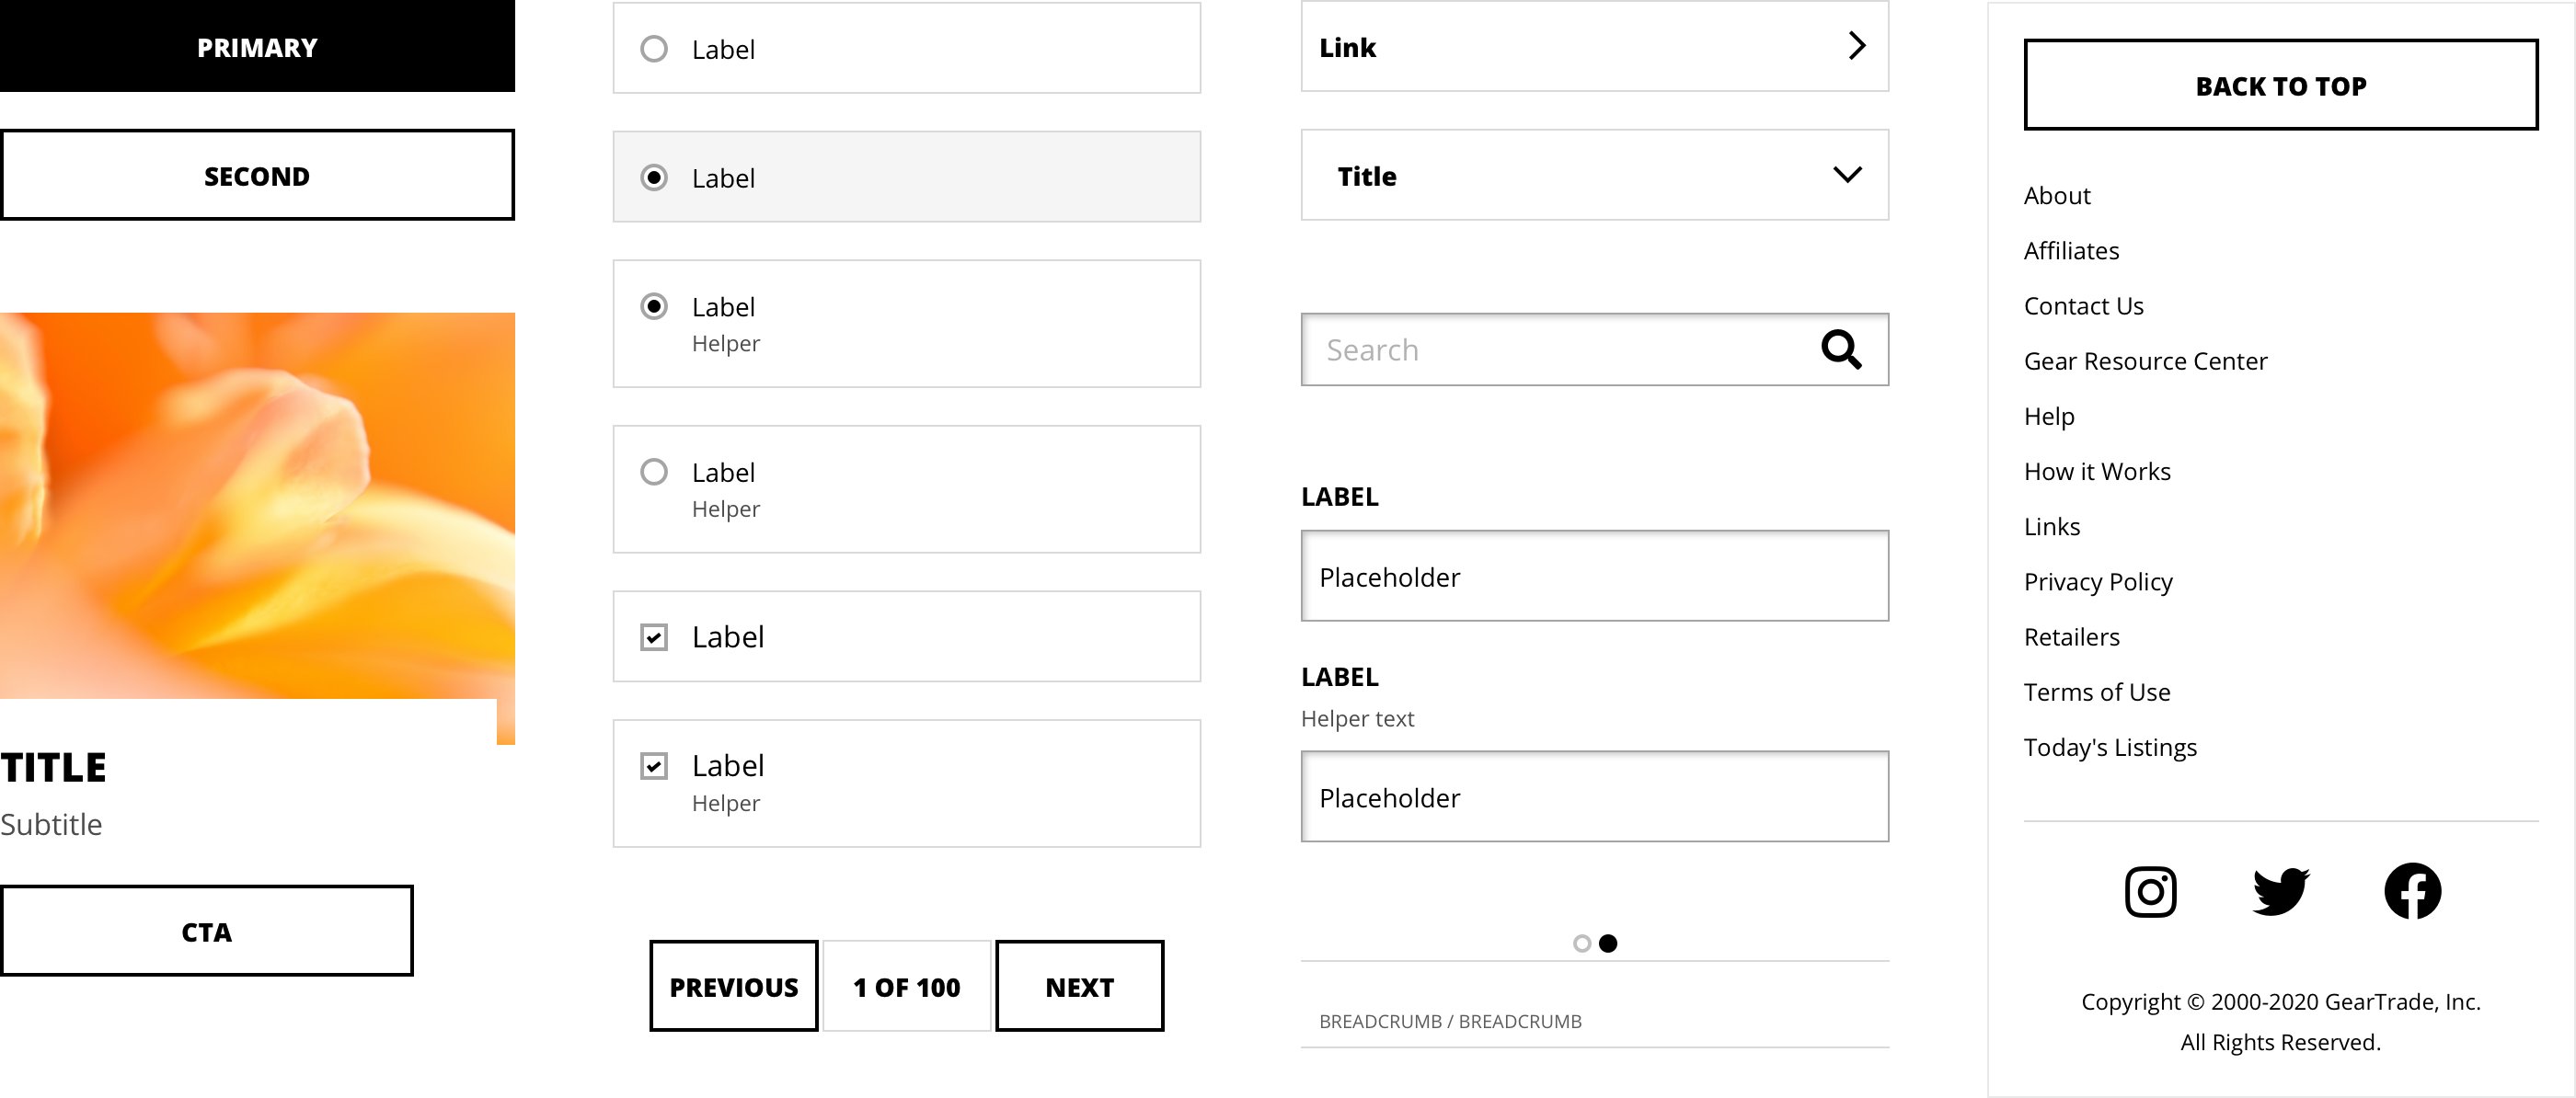 PRIMARY
SECOND
TITLE
Subtitle
CTA
Label
Label
Label
Helper
Label
Helper
Label
Label
Helper
PREVIOUS
1 OF 100
NEXT
Link
Title
Search
LABEL
Placeholder
LABEL
Helper text
Placeholder
BREADCRUMB / BREADCRUMB
BACK TO TOP
About
Affiliates
Contact Us
Gear Resource Center
Help
How it Works
Links
Privacy Policy
Retailers
Terms of Use
Today's Listings
Copyright © 2000-2020 GearTrade, Inc.
All Rights Reserved.